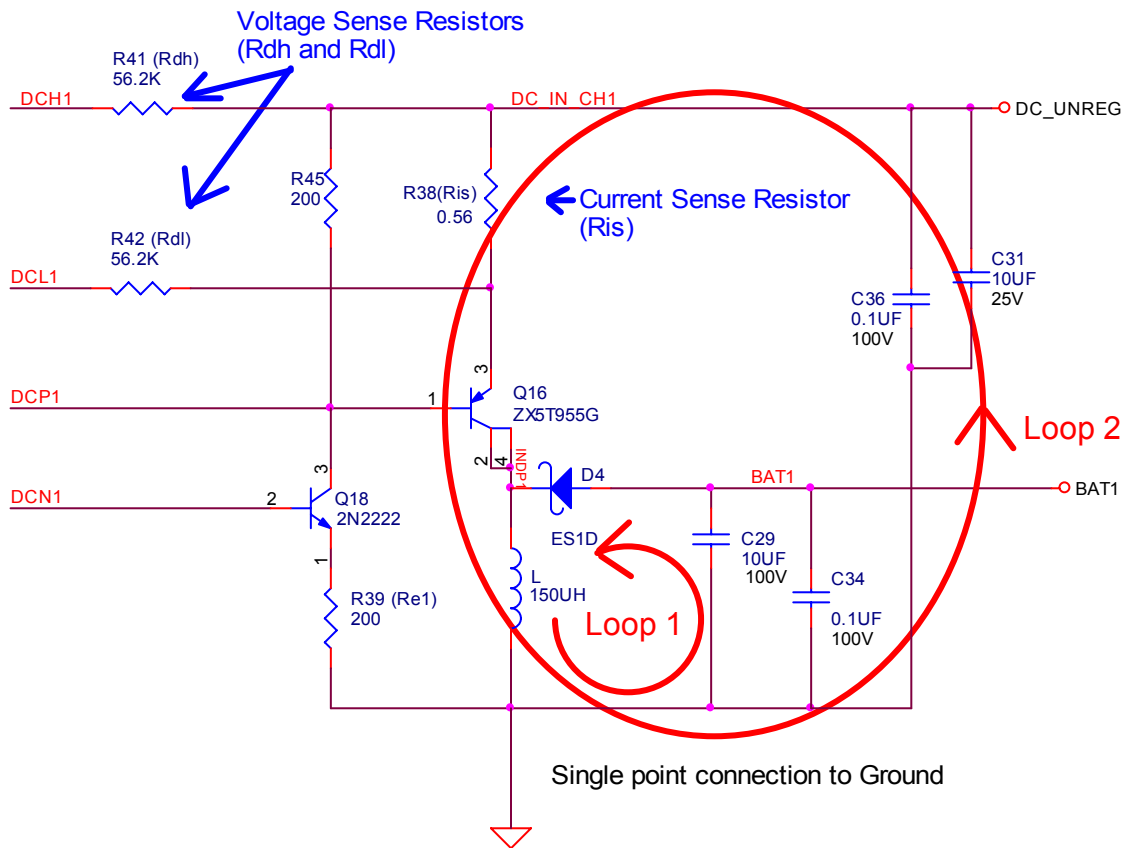 Voltage Sense Resistors
(Rdh and Rdl)
R41 (Rdh)
56.2K
DCH1
DC_IN_CH1
DC_UNREG
R45
200
R38(Ris)
0.56
Current Sense Resistor
(Ris)
R42 (Rdl)
56.2K
DCL1
C31
10UF
25V
C36
0.1UF
100V
3
Q16
ZX5T955G
DCP1
1
Loop 2
2
4
INDP1
D4
BAT1
BAT1
3
DCN1
2
Q18
2N2222
ES1D
C29
10UF
100V
1
L
150UH
C34
0.1UF
100V
R39 (Re1)
200
Loop 1
Single point connection to Ground